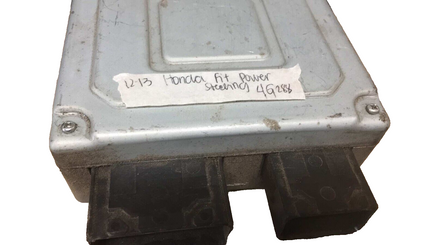 12-13 Honda Fit Power
Steering 4G286